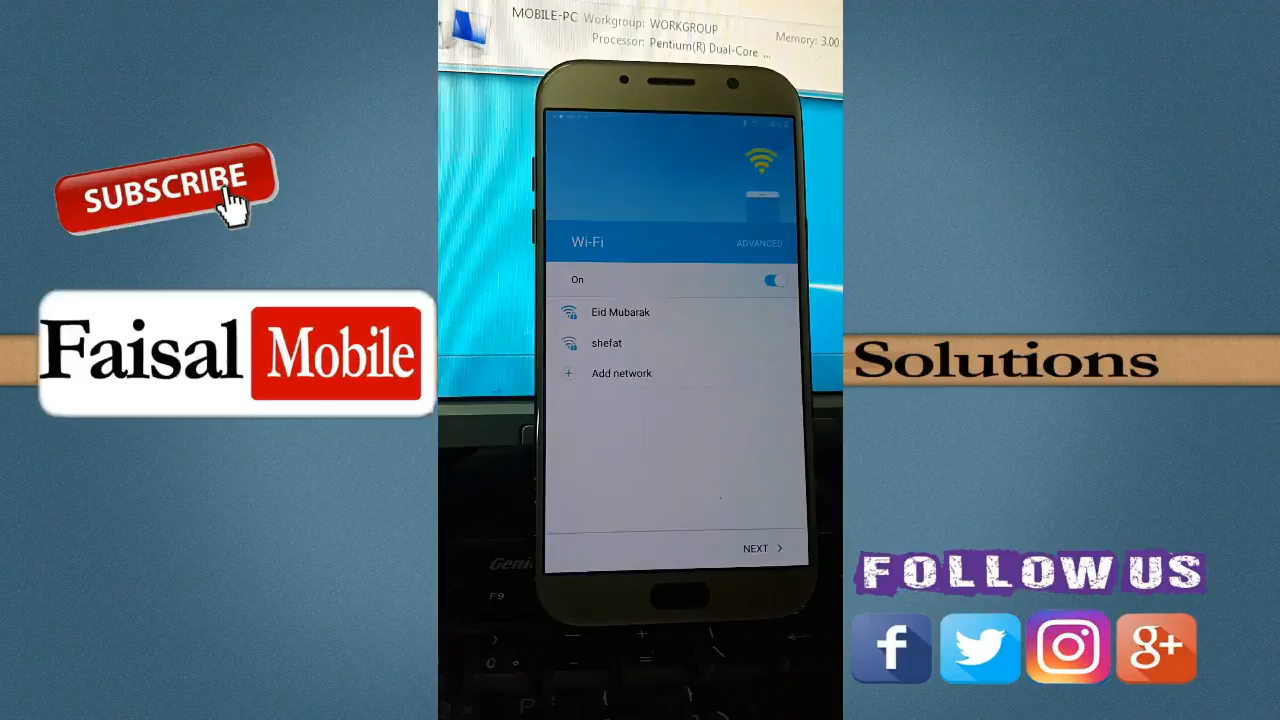 MOBILE-PC Workgroup: WORKGROUP
Processor: Pentium(R) Dual-Core ...
Memory: 3.00
SUBSCRIBE
Faisal Mobile Solutions
Wi-Fi
ADVANCED
On
Eid Mubarak
shefat
Add network
NEXT >
F9
P
FOLLOW US
f
g+